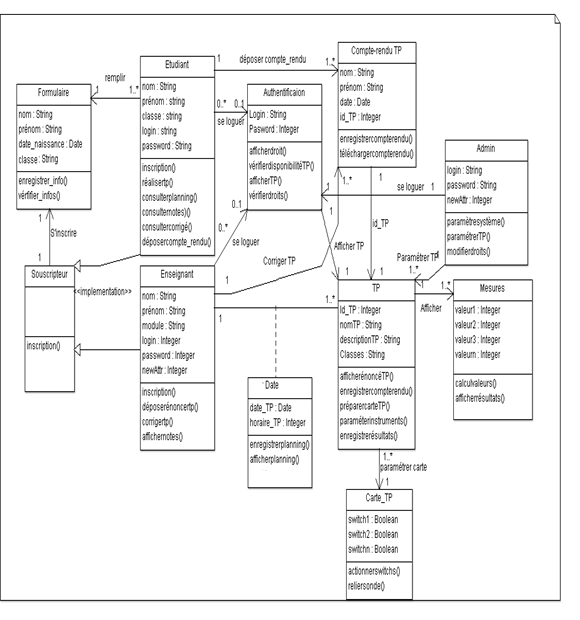 Formulaire
nom : String
prénom : String
date_naissance : Date
classe : String
enregistrer_info()
vérififier_infos()
remplir
1
1..*
Etudiant
nom : String
prénom : string
classe : string
login : string
password : String
inscription()
réalisertp()
consulterplanning()
consulternotes()()
consultercorrigé()
déposercompte_rendu()
1
déposer compte_rendu()
1..*
0..*
0..1
se loguer
Authentificaion
Login : String
Pasword : Integer
afficherdroit()
vérifierdisponibilitéTP()
afficherTP()
vérifierdroits()
Compte-rendu TP
nom : String
prénom : String
date : Date
id_TP : Integer
enregistrercompterendu()
téléchargercompterendu()
1..*
1
Admin
login : string
password : string
newAttr : Integer
paramètresystème()
paramétrerTP()
modifierdroits()
1
se loguer
1
1
S'inscrire
1
Souscripteur
inscription()
<<implementation>>
0..1
0..*
se loguer
1
Afficher TP
1
id_TP
1
Paramétrer TP
1..*
1
Enseignant
nom : String
prénom : String
module : String
login : Integer
password : Integer
newAttr : Integer
inscription()
déposerénoncertp()
corrigertp()
affichernotes()
1
Corriger TP
1
1..*
TP
Id_TP : Integer
nomTP : String
descriptionTP : String
Classes : String
afficherénoncéTP()
enregistrercompterendu()
préparercarteTP()
paraméterinstruments()
enregistrerésultats()
1
1..*
Afficher
Mesures
valeur1 : Integer
valeur2 : Integer
valeur3 : Integer
valeurn : Integer
calculvaleurs()
afficherrésultats()
Date
date_TP : Date
horaire_TP : Integer
enregistrerplanning()
afficherplanning()
1..*
paramétrer carte
1
Carte_TP
switch1 : Boolean
switch2 : Boolean
switchn : Boolean
actionnerswitchs()
reliersonde()